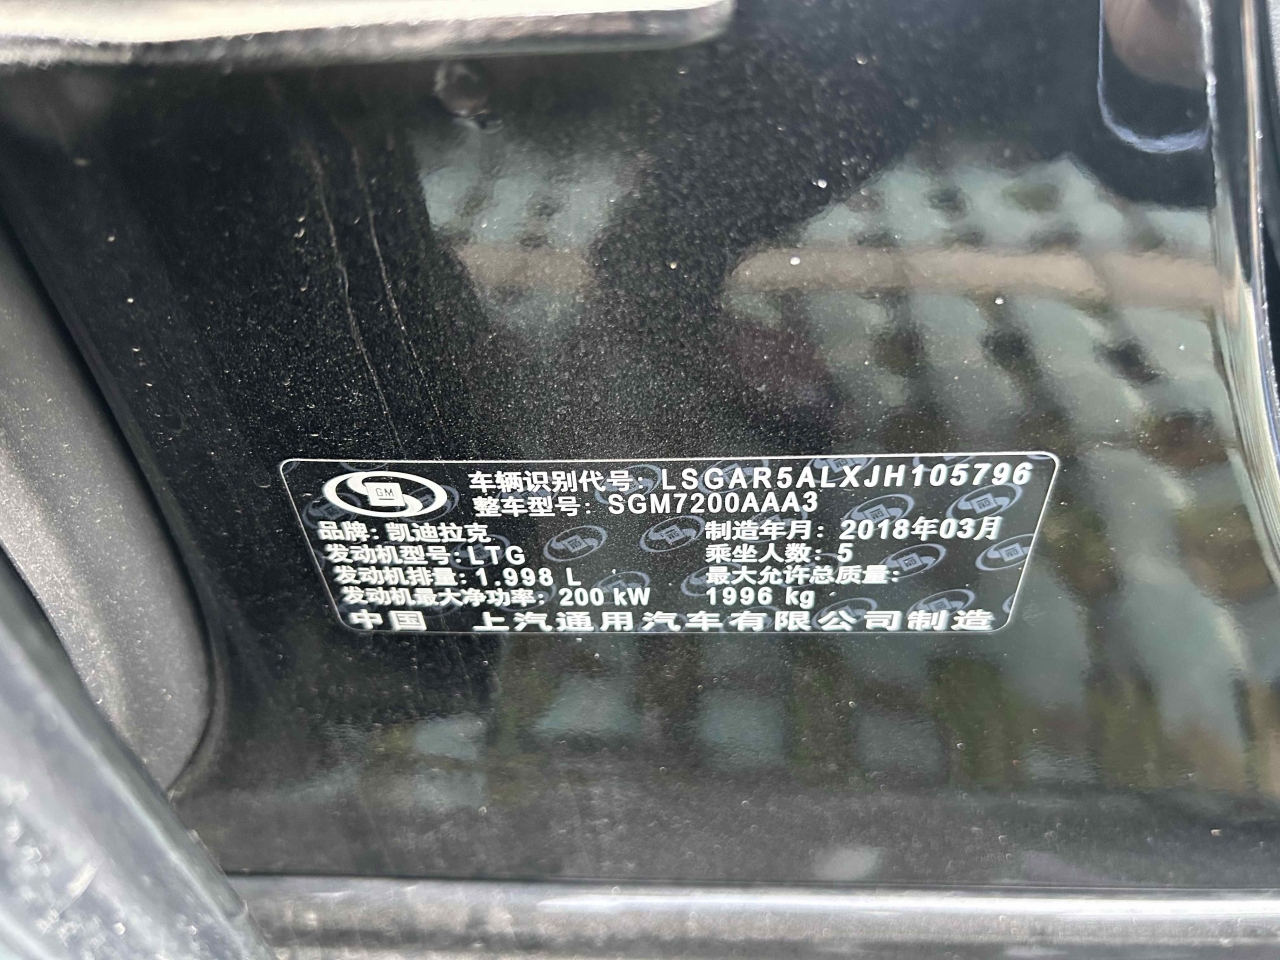 车辆识别代号: LSGAR5ALXJH105796
整车型号: SGM7200AAA3
品牌: 凯迪拉克 制造年月: 2018年03月
发动机型号: LTG 乘坐人数: 5
发动机排量: 1.998 L 最大允许总质量:
发动机最大净功率: 200 kW 1996 kg
中国 上汽通用汽车有限公司制造
GM